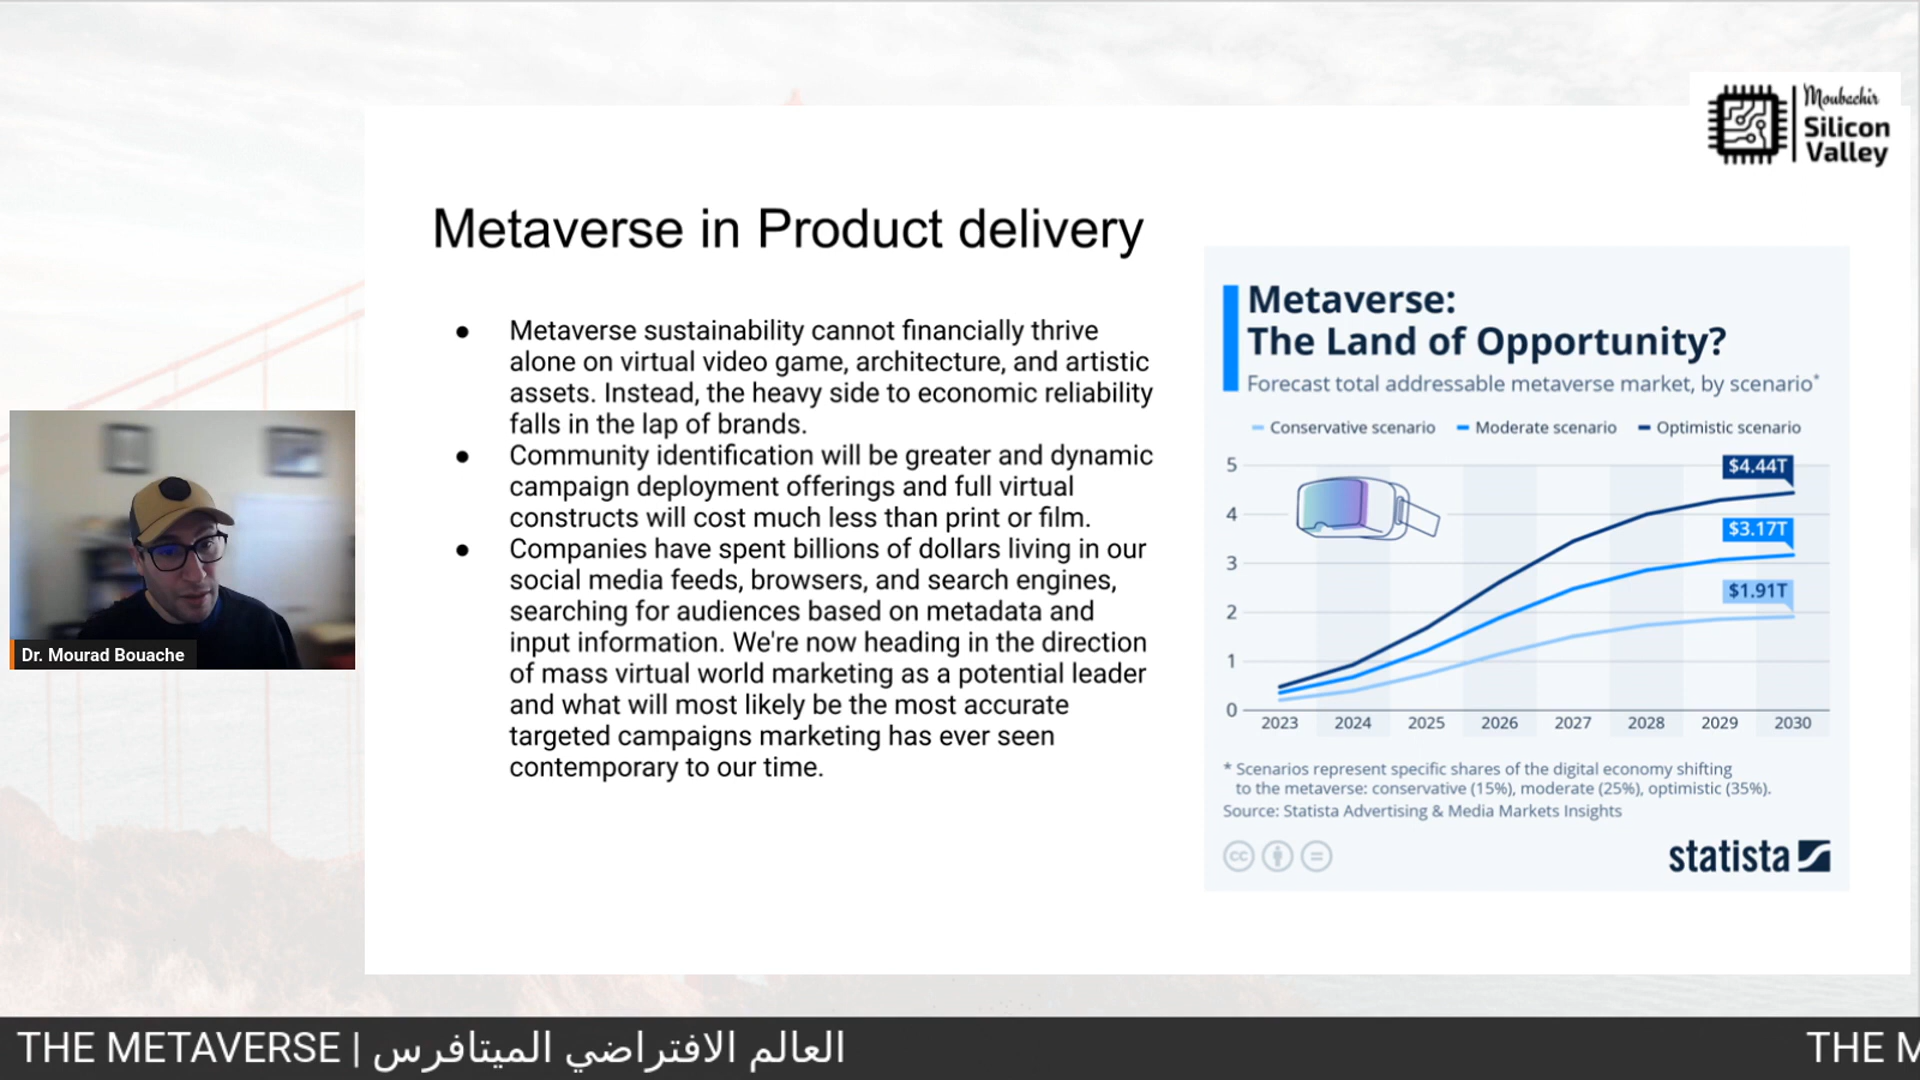 Moubachir
Silicon
Valley
Metaverse in Product delivery
● Metaverse sustainability cannot financially thrive
alone on virtual video game, architecture, and artistic
assets. Instead, the heavy side to economic reliability
falls in the lap of brands.
● Community identification will be greater and dynamic
campaign deployment offerings and full virtual
constructs will cost much less than print or film.
● Companies have spent billions of dollars living in our
social media feeds, browsers, and search engines,
searching for audiences based on metadata and
input information. We're now heading in the direction
of mass virtual world marketing as a potential leader
and what will most likely be the most accurate
targeted campaigns marketing has ever seen
contemporary to our time.
Metaverse:
The Land of Opportunity?
Forecast total addressable metaverse market, by scenario*
Conservative scenario Moderate scenario Optimistic scenario
5
$4.44T
4
$3.17T
3
$1.91T
2
1
0
2023 2024 2025 2026 2027 2028 2029 2030
* Scenarios represent specific shares of the digital economy shifting
to the metaverse: conservative (15%), moderate (25%), optimistic (35%).
Source: Statista Advertising & Media Markets Insights
cc
statista
Dr. Mourad Bouache
THE METAVERSE | العالم الافتراضي الميتافرس
THE M